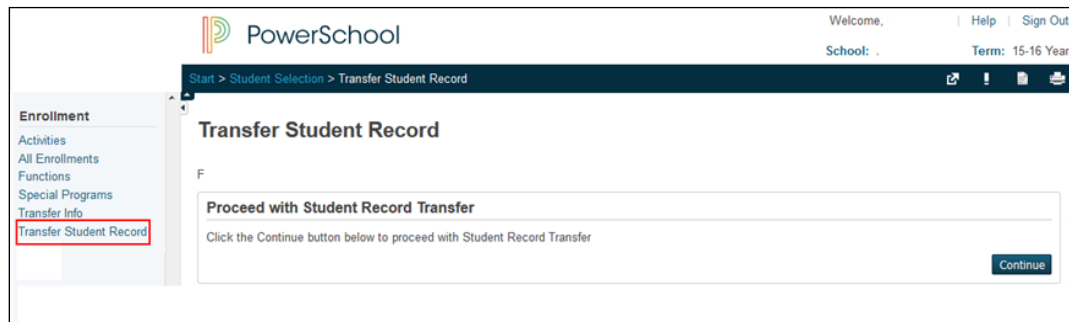 PowerSchool
Welcome, | Help | Sign Out
School: . Term: 15-16 Year
Start > Student Selection > Transfer Student Record
Enrollment
Activities
All Enrollments
Functions
Special Programs
Transfer Info
Transfer Student Record
Transfer Student Record
F
Proceed with Student Record Transfer
Click the Continue button below to proceed with Student Record Transfer
Continue